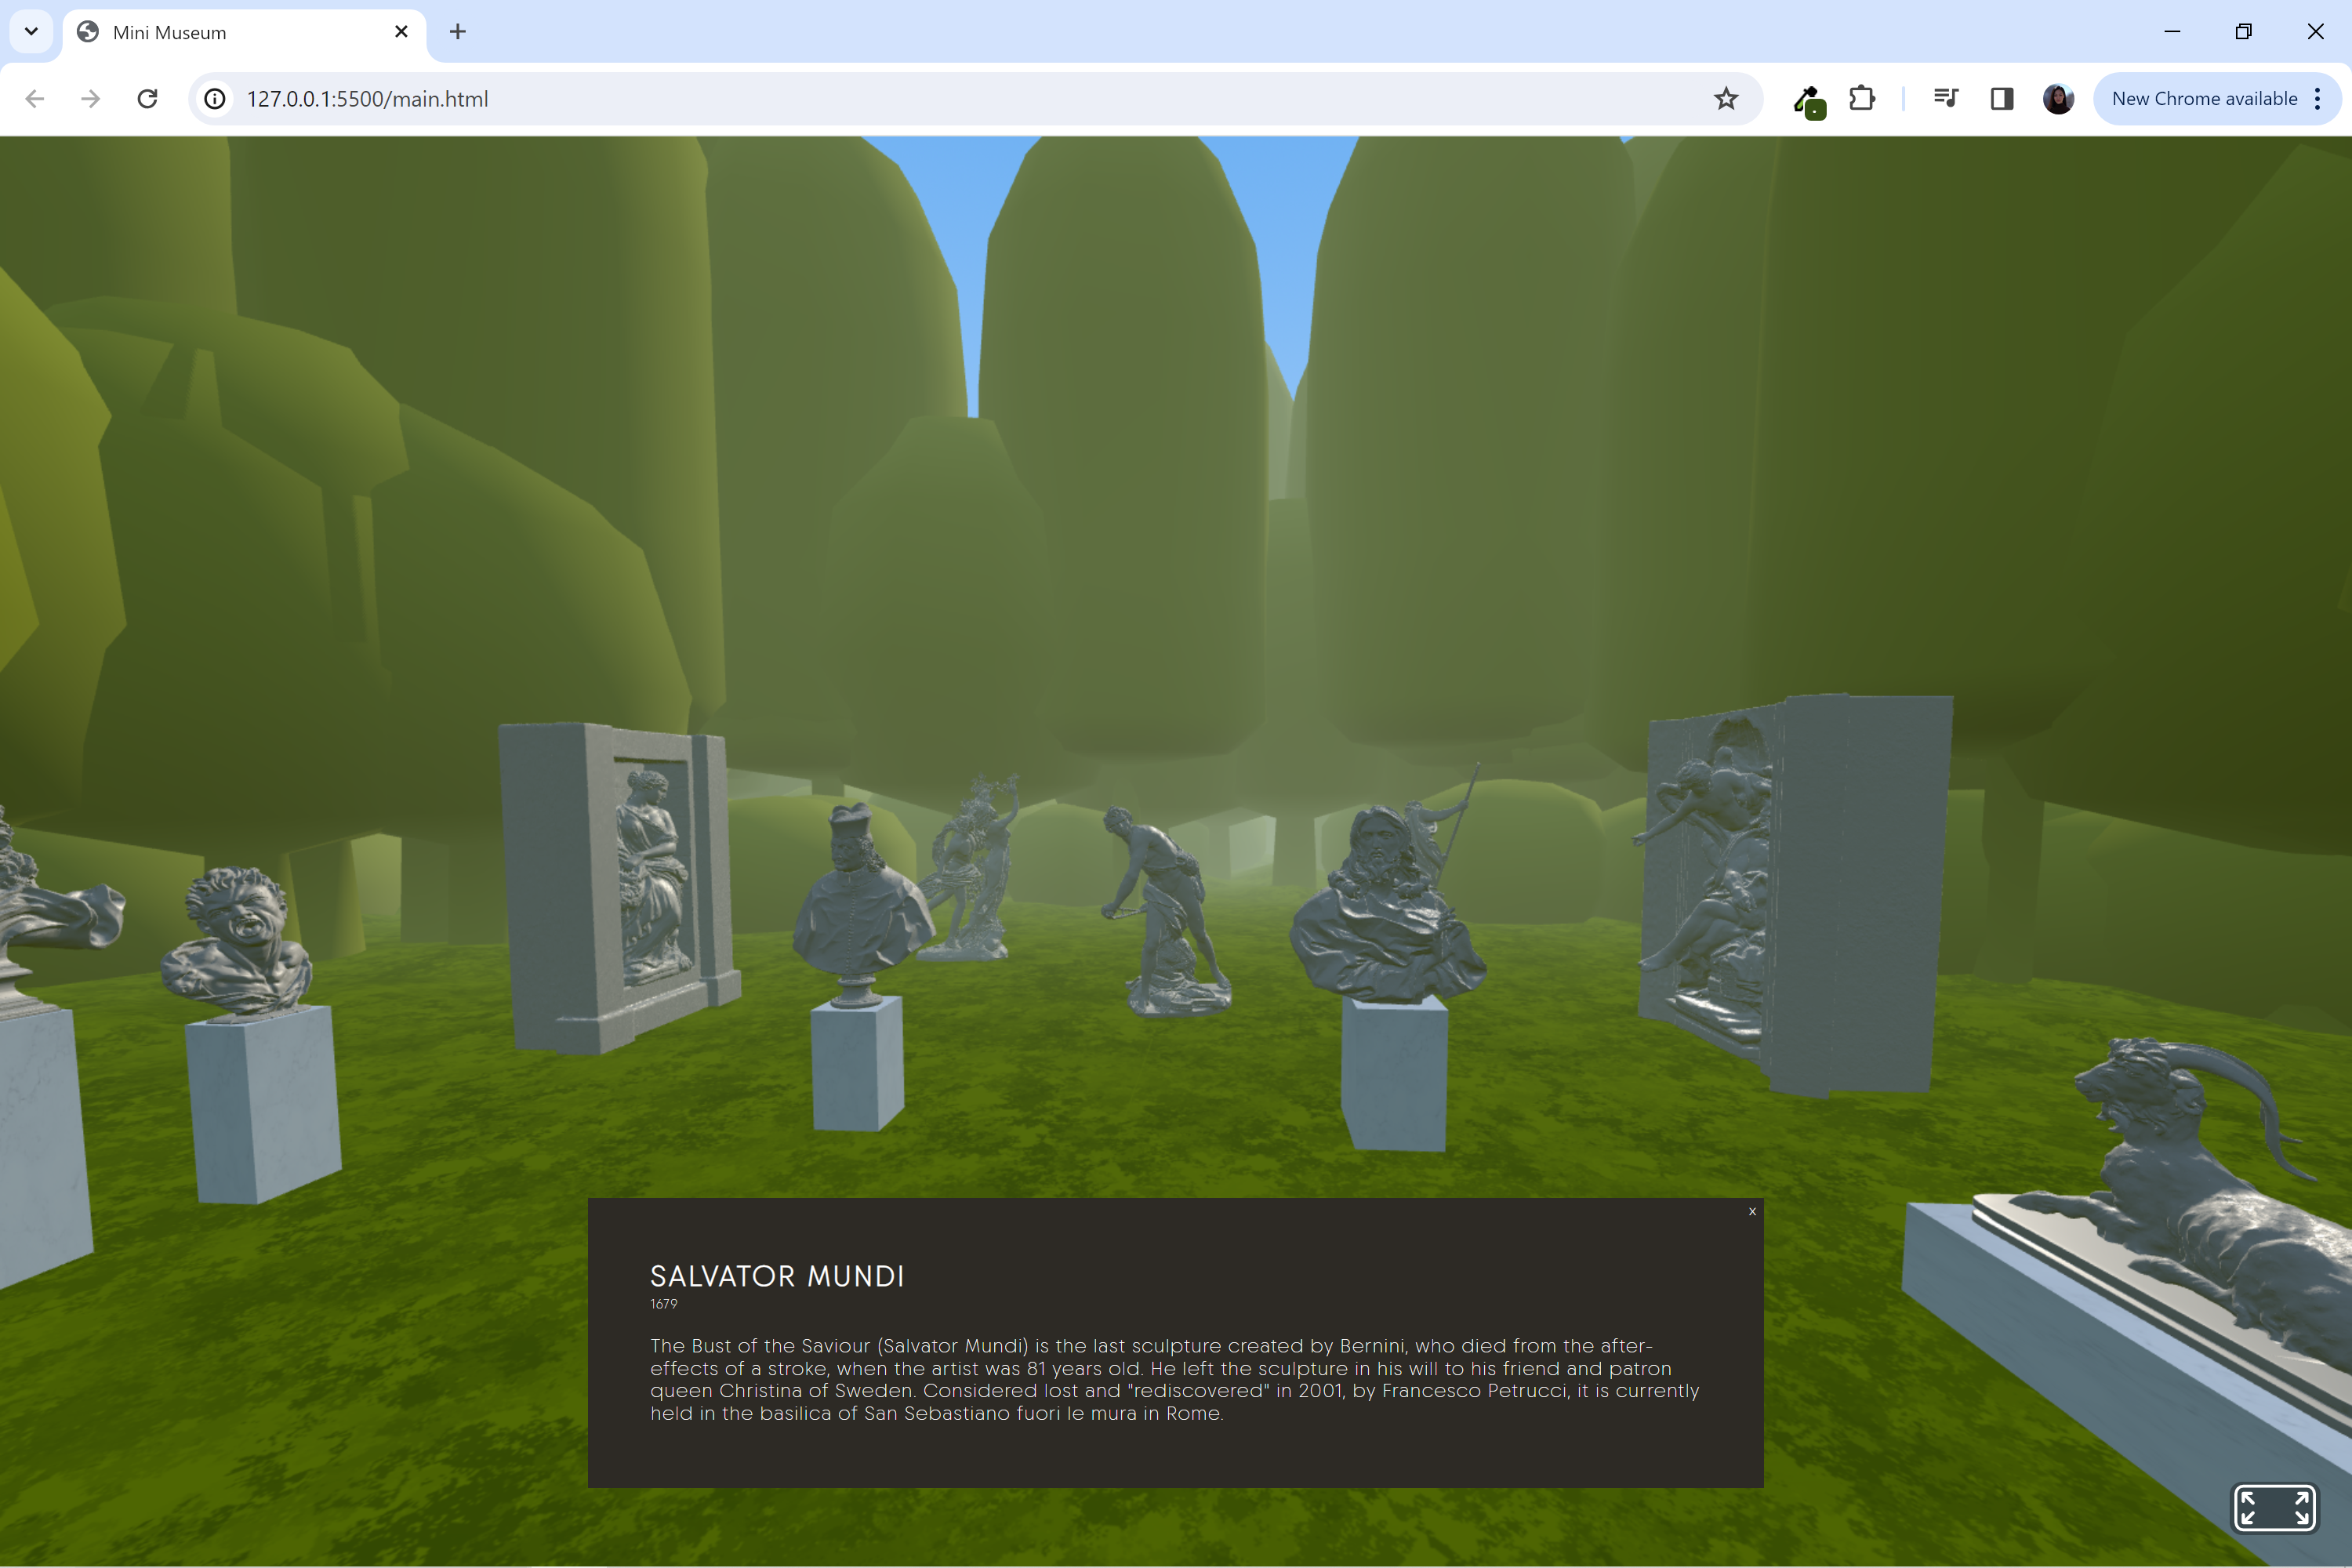 Mini Museum
127.0.0.1:5500/main.html
New Chrome available
x
SALVATOR MUNDI
1679
The Bust of the Saviour (Salvator Mundi) is the last sculpture created by Bernini, who died from the after-
effects of a stroke, when the artist was 81 years old. He left the sculpture in his will to his friend and patron
queen Christina of Sweden. Considered lost and "rediscovered" in 2001, by Francesco Petrucci, it is currently
held in the basilica of San Sebastiano fuori le mura in Rome.